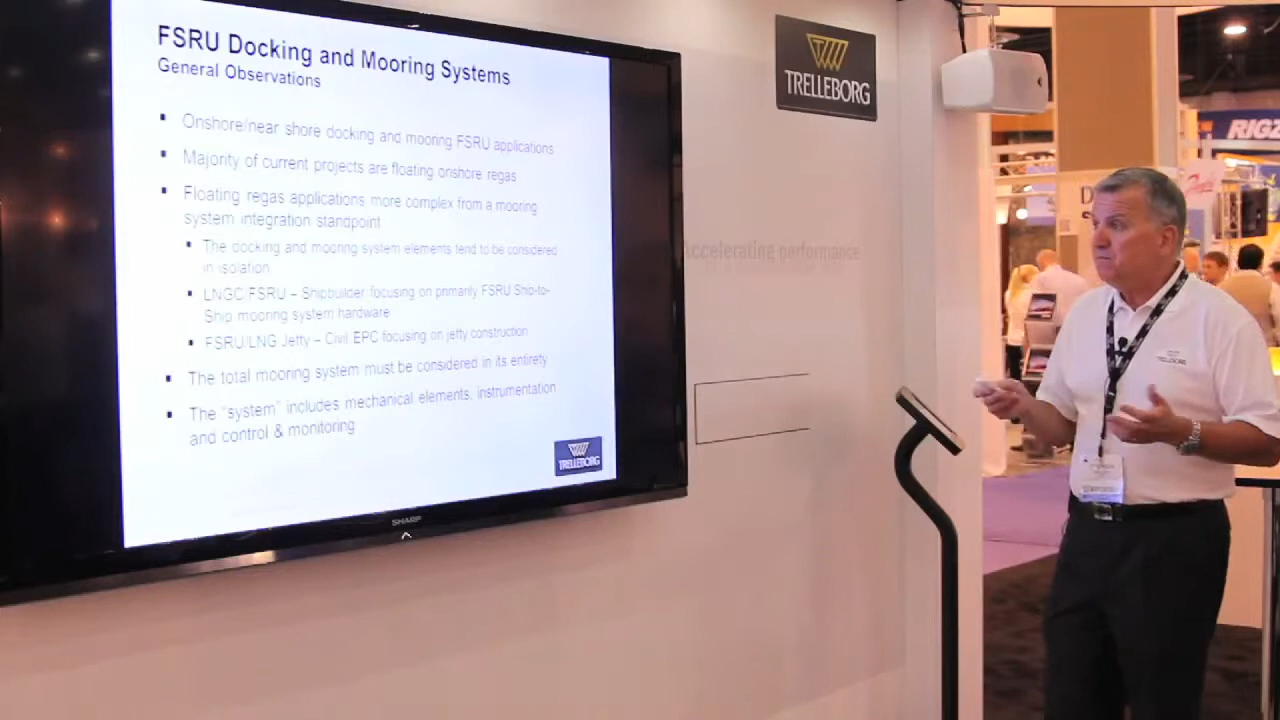 FSRU Docking and Mooring Systems
General Observations
Onshore/near shore docking and mooring FSRU applications
Majority of current projects are floating onshore regas
Floating regas applications more complex from a mooring
system integration standpoint
The docking and mooring system elements tend to be considered
in isolation
LNGC/FSRU – Shipbuilder focusing on primarily FSRU Ship-to-
Ship mooring system hardware
FSRU/LNG Jetty – Civil EPC focusing on jetty construction
The total mooring system must be considered in its entirety
The "system" includes mechanical elements, instrumentation
and control & monitoring
TRELLEBORG
SHARP
TRELLEBORG
Accelerating performance
RIGZ
TRELLEBORG